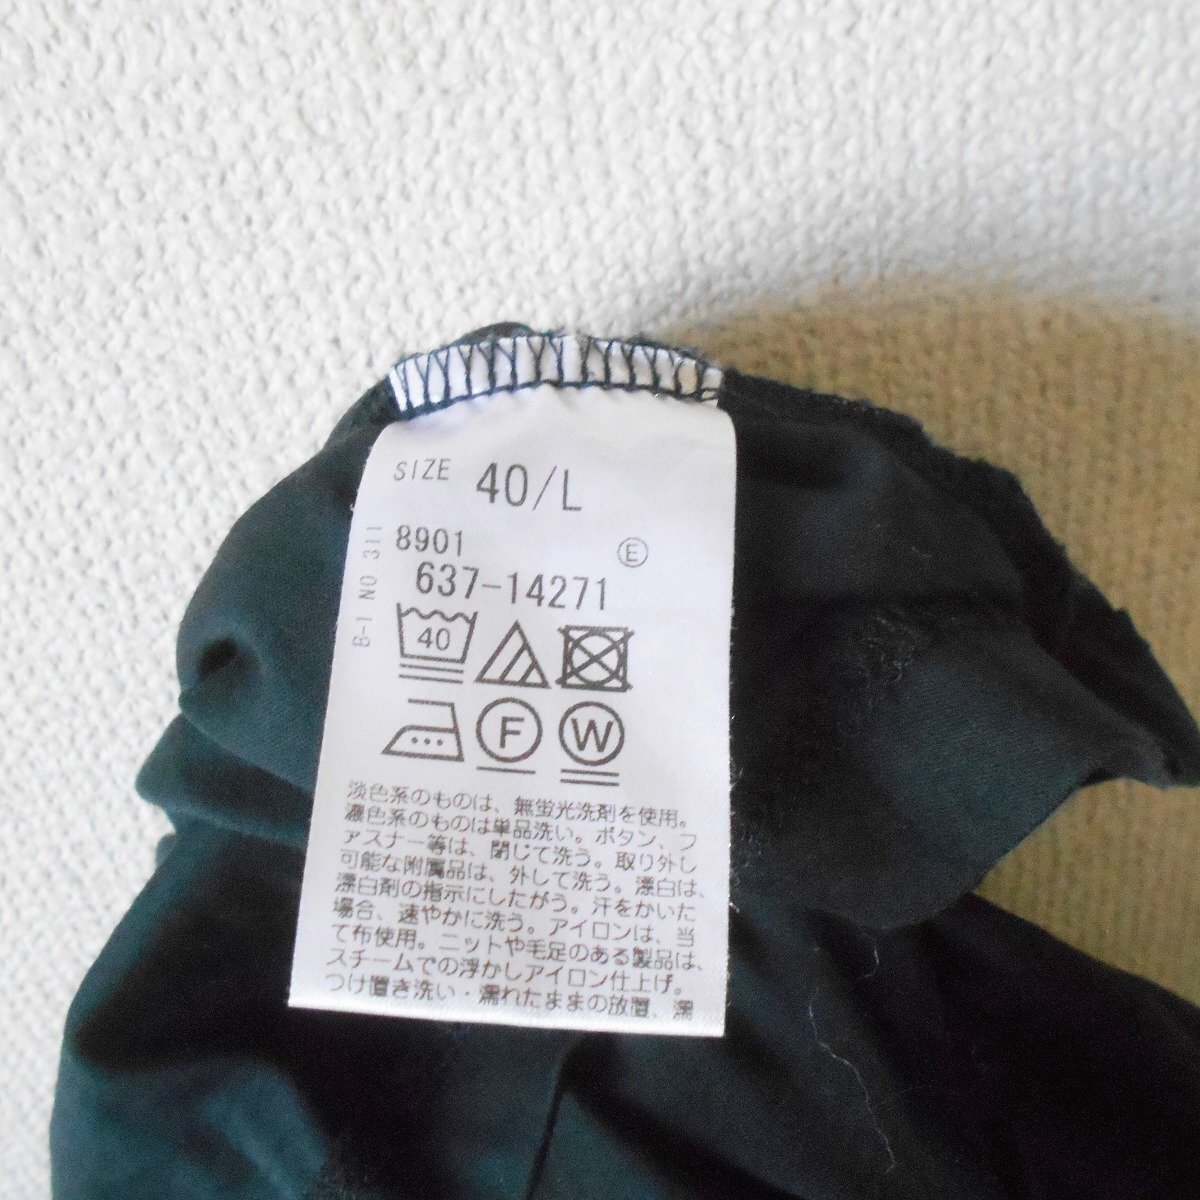 SIZE 40/L
8901
Ⓔ
637-14271
B-1 NO 311
40
F
W
淡色系のものは、無蛍光洗剤を使用。
濃色系のものは単品洗い。ボタン、フ
ァスナー等は、閉じて洗う。取り外し
可能な附属品は、外して洗う。漂白は、
漂白剤の指示にしたがう。汗をかいた
場合、速やかに洗う。アイロンは、当
て布使用。ニットや毛足のある製品は、
スチームでの浮かしアイロン仕上げ。
つけ置き洗い・濡れたままの放置、濡